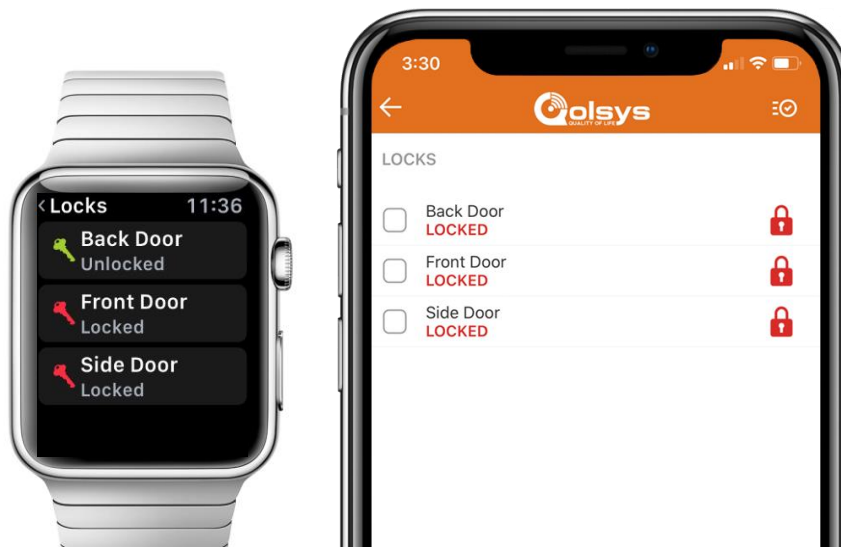 <Locks 11:36
Back Door
Unlocked
Front Door
Locked
Side Door
Locked
3:30
Qolsys
QUALITY OF LIFE
LOCKS
Back Door
LOCKED
Front Door
LOCKED
Side Door
LOCKED